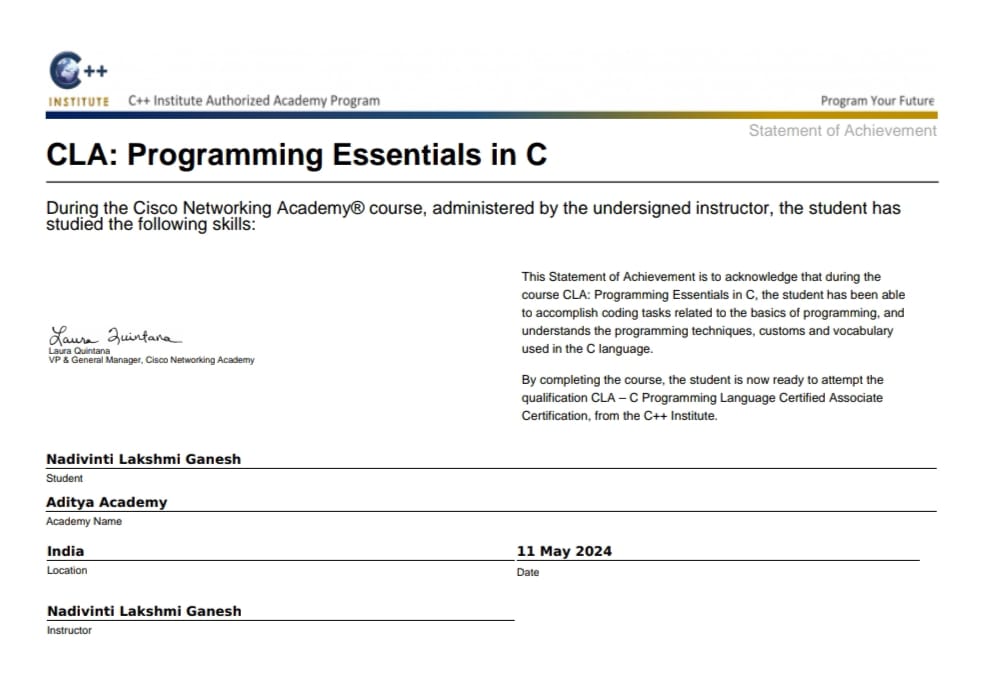 C++
INSTITUTE C++ Institute Authorized Academy Program Program Your Future
Statement of Achievement
CLA: Programming Essentials in C
During the Cisco Networking Academy® course, administered by the undersigned instructor, the student has
studied the following skills:
This Statement of Achievement is to acknowledge that during the
course CLA: Programming Essentials in C, the student has been able
to accomplish coding tasks related to the basics of programming, and
understands the programming techniques, customs and vocabulary
used in the C language.
By completing the course, the student is now ready to attempt the
qualification CLA – C Programming Language Certified Associate
Certification, from the C++ Institute.
Laura Quintana
Laura Quintana
VP & General Manager, Cisco Networking Academy
Nadivinti Lakshmi Ganesh
Student
Aditya Academy
Academy Name
India
Location
11 May 2024
Date
Nadivinti Lakshmi Ganesh
Instructor